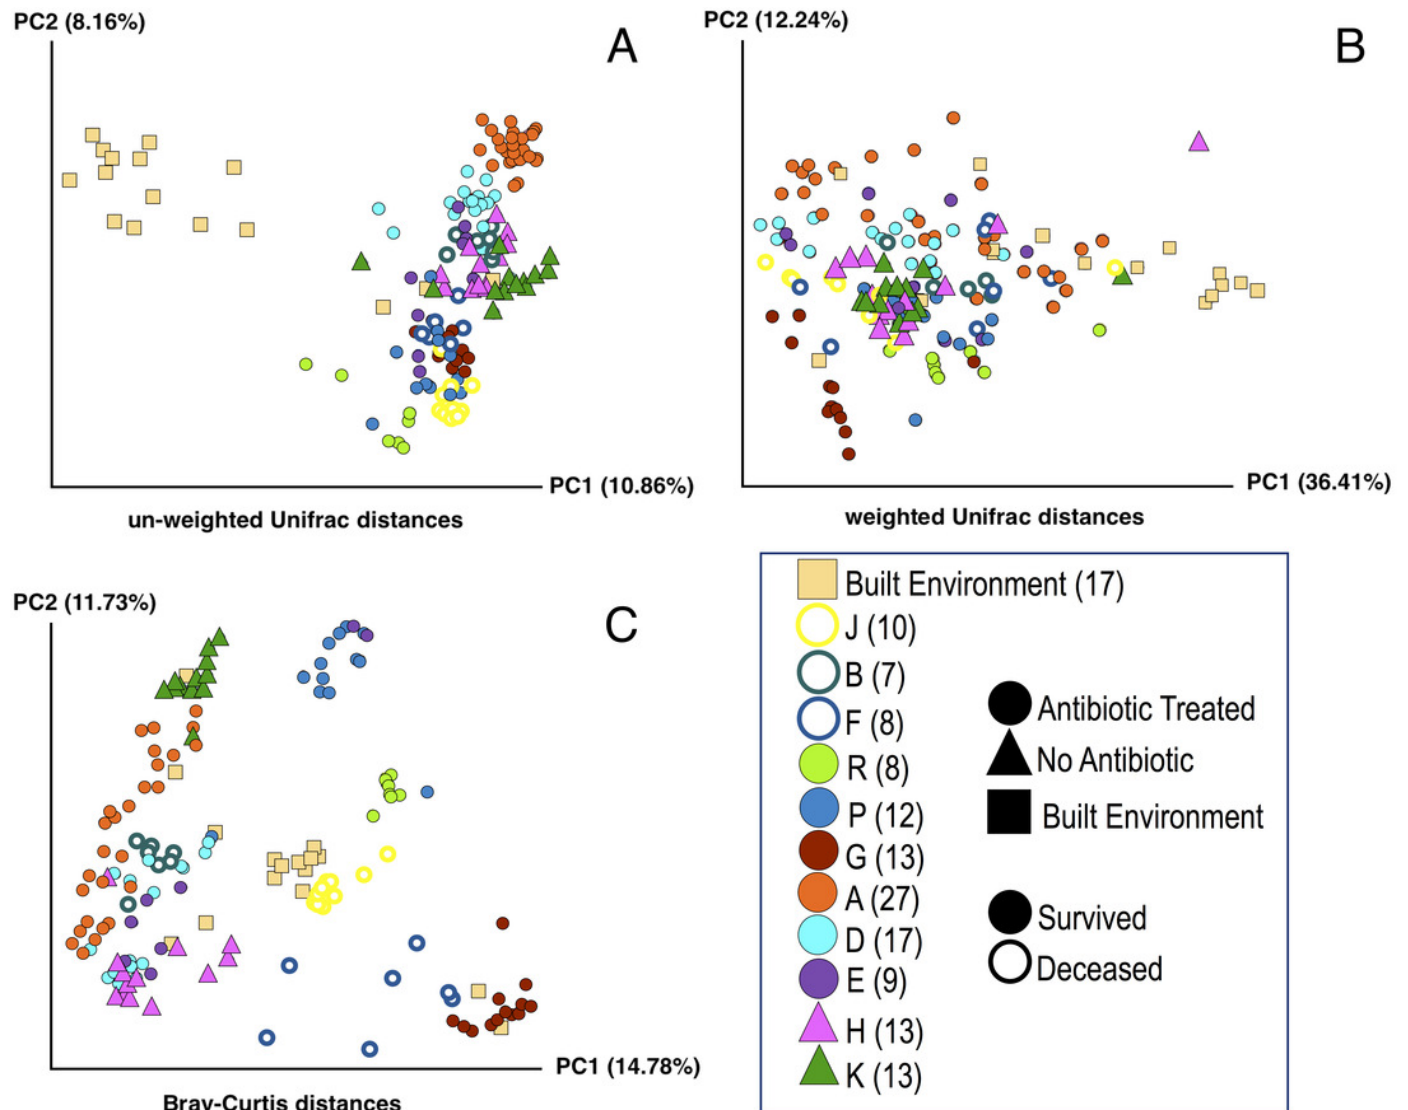 PC2 (8.16%)
A
PC1 (10.86%)
un-weighted Unifrac distances
PC2 (12.24%)
B
PC1 (36.41%)
weighted Unifrac distances
PC2 (11.73%)
C
PC1 (14.78%)
Bray-Curtis distances
Built Environment (17)
J (10)
B (7)
F (8)
R (8)
P (12)
G (13)
A (27)
D (17)
E (9)
H (13)
K (13)
Antibiotic Treated
No Antibiotic
Built Environment
Survived
Deceased